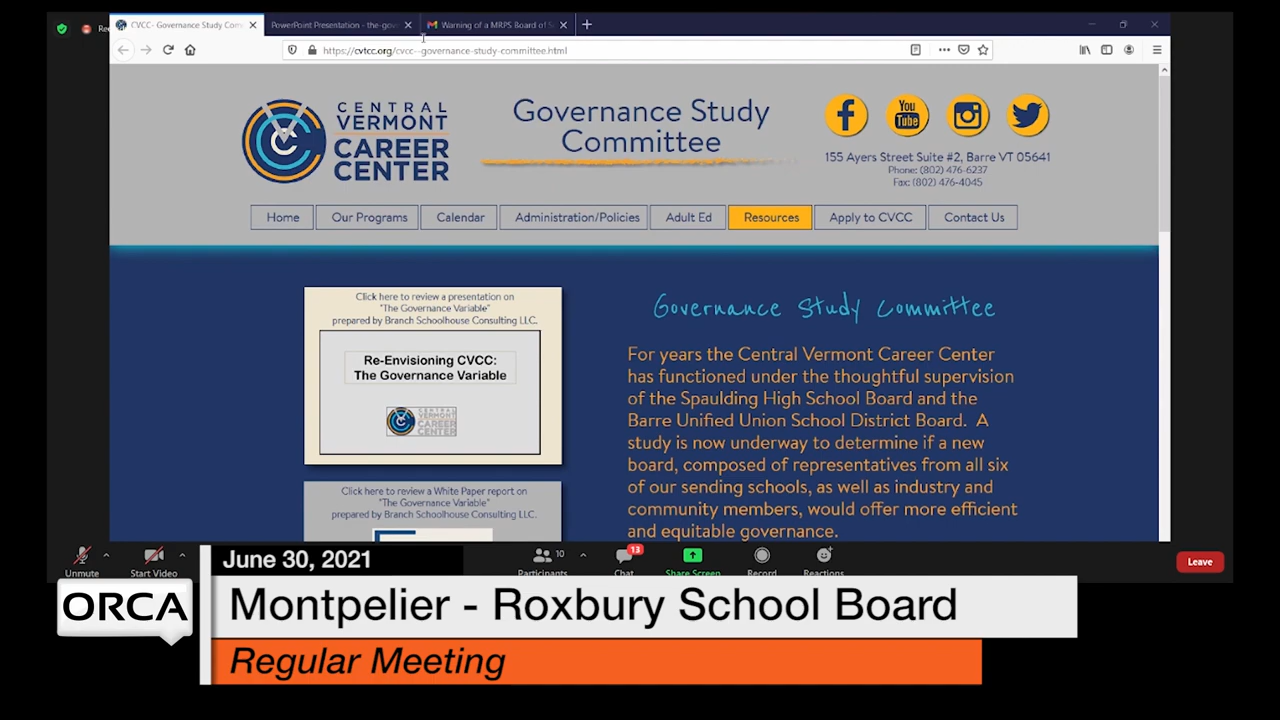 CVCC- Governance Study Com
PowerPoint Presentation - the-gov
Warning of a MRPS Board of S
https://cvtcc.org/cvcc--governance-study-committee.html
CENTRAL
VERMONT
CAREER
CENTER
Governance Study
Committee
You
Tube
155 Ayers Street Suite #2, Barre VT 05641
Phone: (802) 476-6237
Fax: (802) 476-4045
Home
Our Programs
Calendar
Administration/Policies
Adult Ed
Resources
Apply to CVCC
Contact Us
Click here to review a presentation on
"The Governance Variable"
prepared by Branch Schoolhouse Consulting LLC.
Re-Envisioning CVCC:
The Governance Variable
CENTRAL
VERMONT
CAREER
CENTER
Click here to review a White Paper report on
"The Governance Variable"
prepared by Branch Schoolhouse Consulting LLC.
Governance Study Committee
For years the Central Vermont Career Center
has functioned under the thoughtful supervision
of the Spaulding High School Board and the
Barre Unified Union School District Board. A
study is now underway to determine if a new
board, composed of representatives from all six
of our sending schools, as well as industry and
community members, would offer more efficient
and equitable governance.
Unmute
Start Video
Participants
10
Chat
13
Share Screen
Record
Reactions
Leave
June 30, 2021
ORCA
Montpelier - Roxbury School Board
Regular Meeting